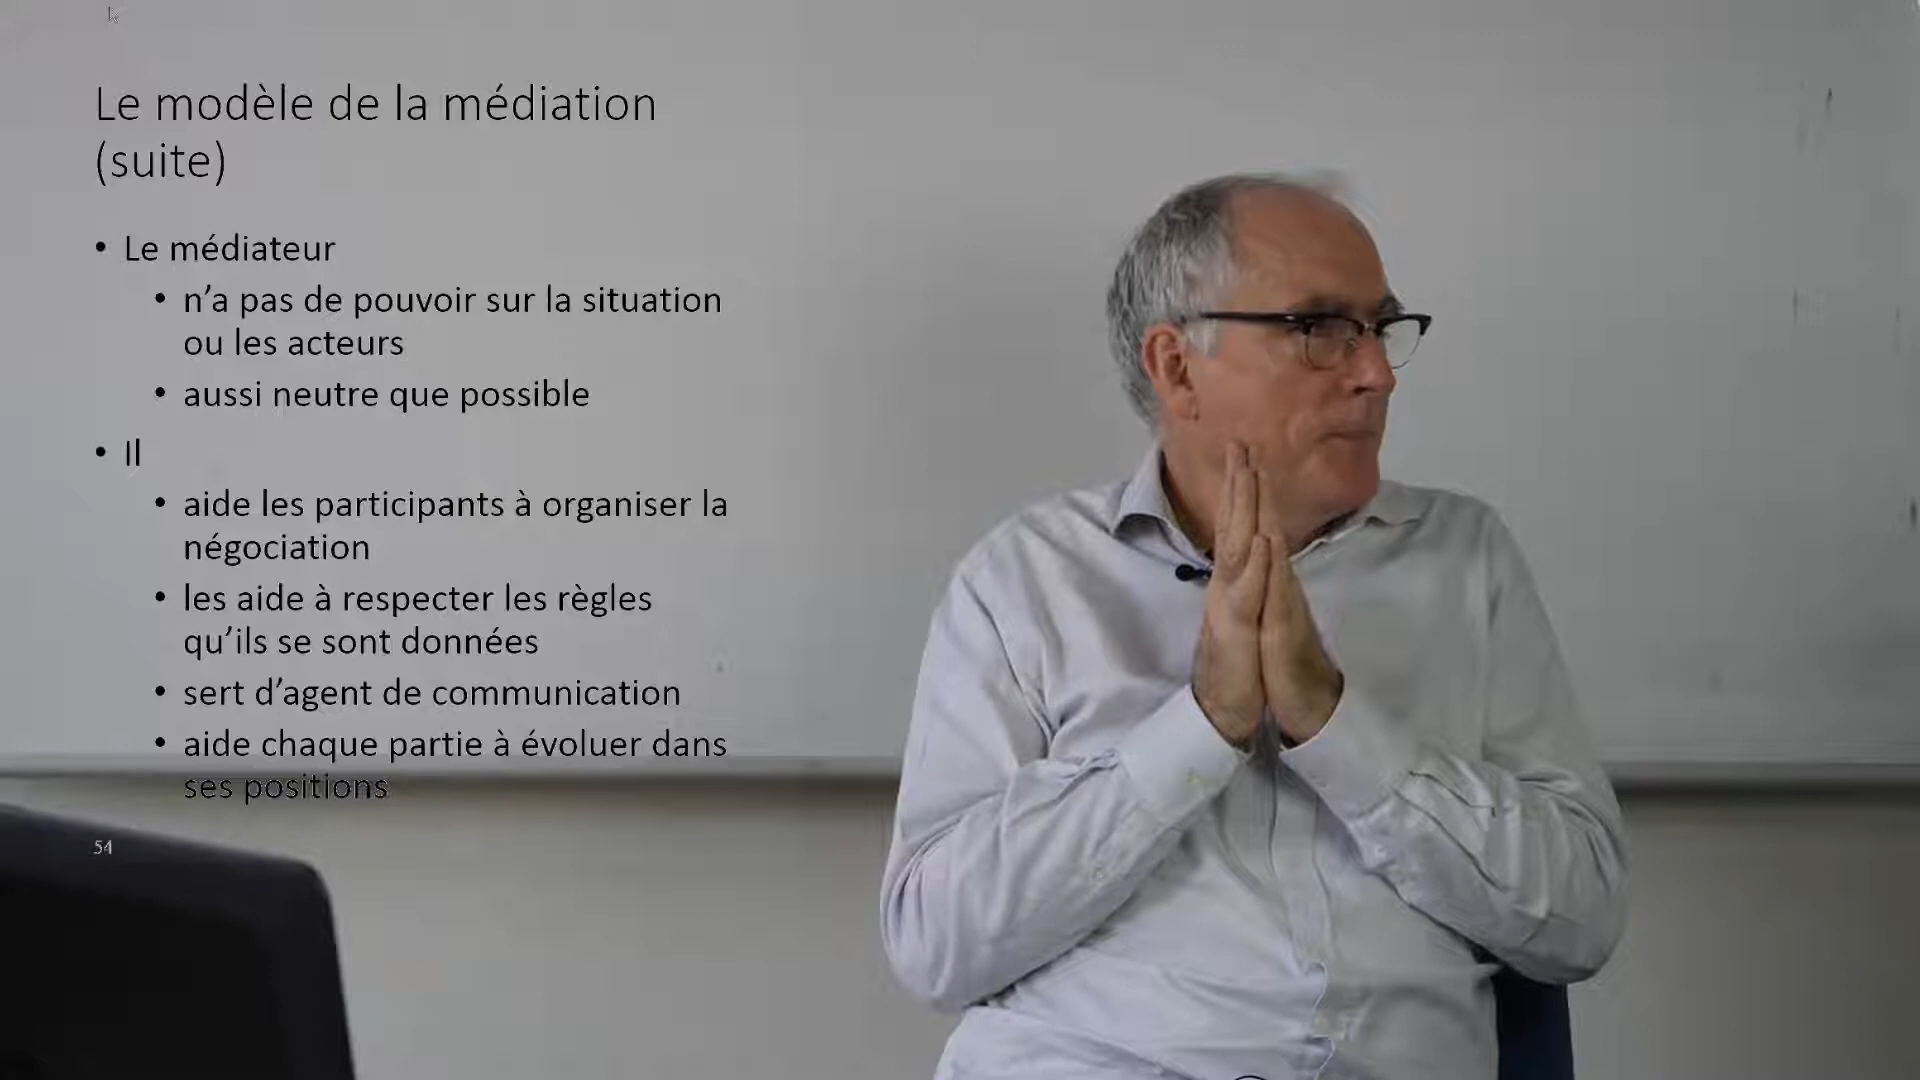 Le modèle de la médiation
(suite)
• Le médiateur
• n’a pas de pouvoir sur la situation
ou les acteurs
• aussi neutre que possible
• Il
• aide les participants à organiser la
négociation
• les aide à respecter les règles
qu’ils se sont données
• sert d’agent de communication
• aide chaque partie à évoluer dans
ses positions
54